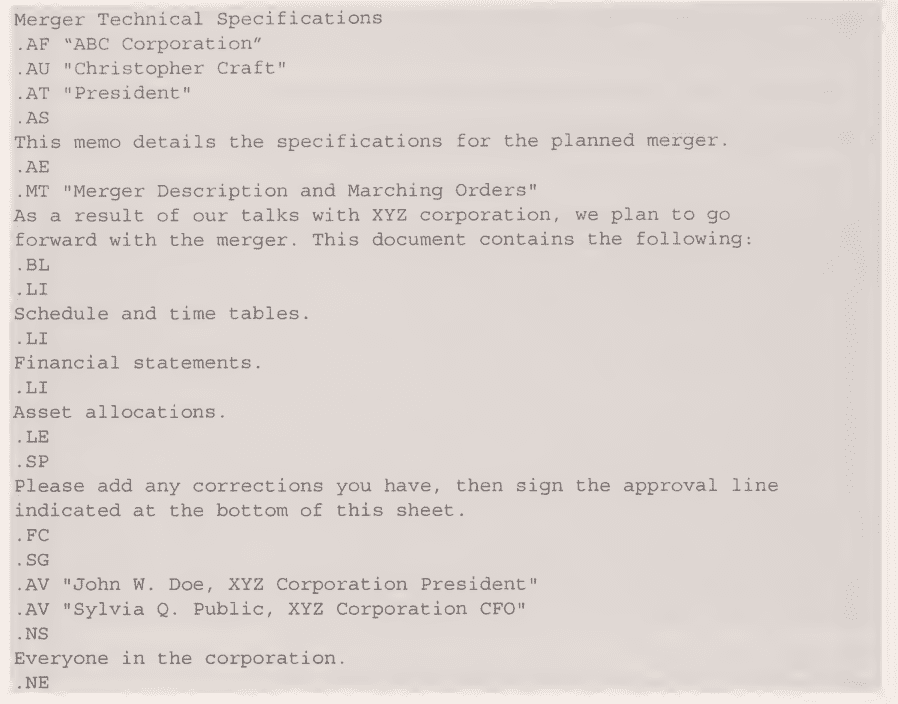 Merger Technical Specifications
.AF “ABC Corporation”
.AU "Christopher Craft"
.AT "President"
.AS
This memo details the specifications for the planned merger.
.AE
.MT "Merger Description and Marching Orders"
As a result of our talks with XYZ corporation, we plan to go
forward with the merger. This document contains the following:
.BL
.LI
Schedule and time tables.
.LI
Financial statements.
.LI
Asset allocations.
.LE
.SP
Please add any corrections you have, then sign the approval line
indicated at the bottom of this sheet.
.FC
.SG
.AV "John W. Doe, XYZ Corporation President"
.AV "Sylvia Q. Public, XYZ Corporation CFO"
.NS
Everyone in the corporation.
.NE